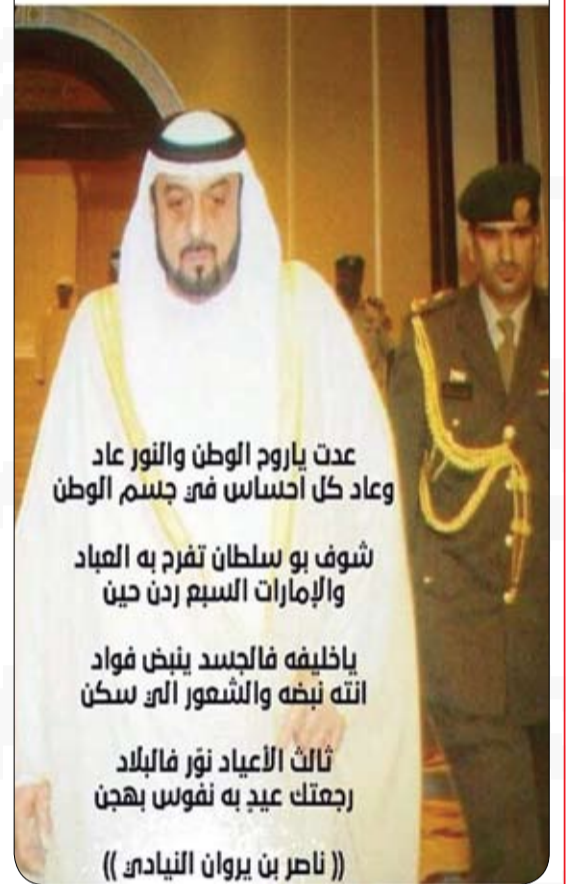 عدت ياروح الوطن والنور عاد
وعاد كل احساس في جسم الوطن
شوف بو سلطان تفرح به العباد
والإمارات السبع ردن حين
ياخليفه فالجسد ينبض فواد
انته نبضه والشعور الي سكن
ثالث الأعياد نوّر فالبلاد
رجعتك عيدٍ به نفوس بهجن
(( ناصر بن يروان النيادي ))